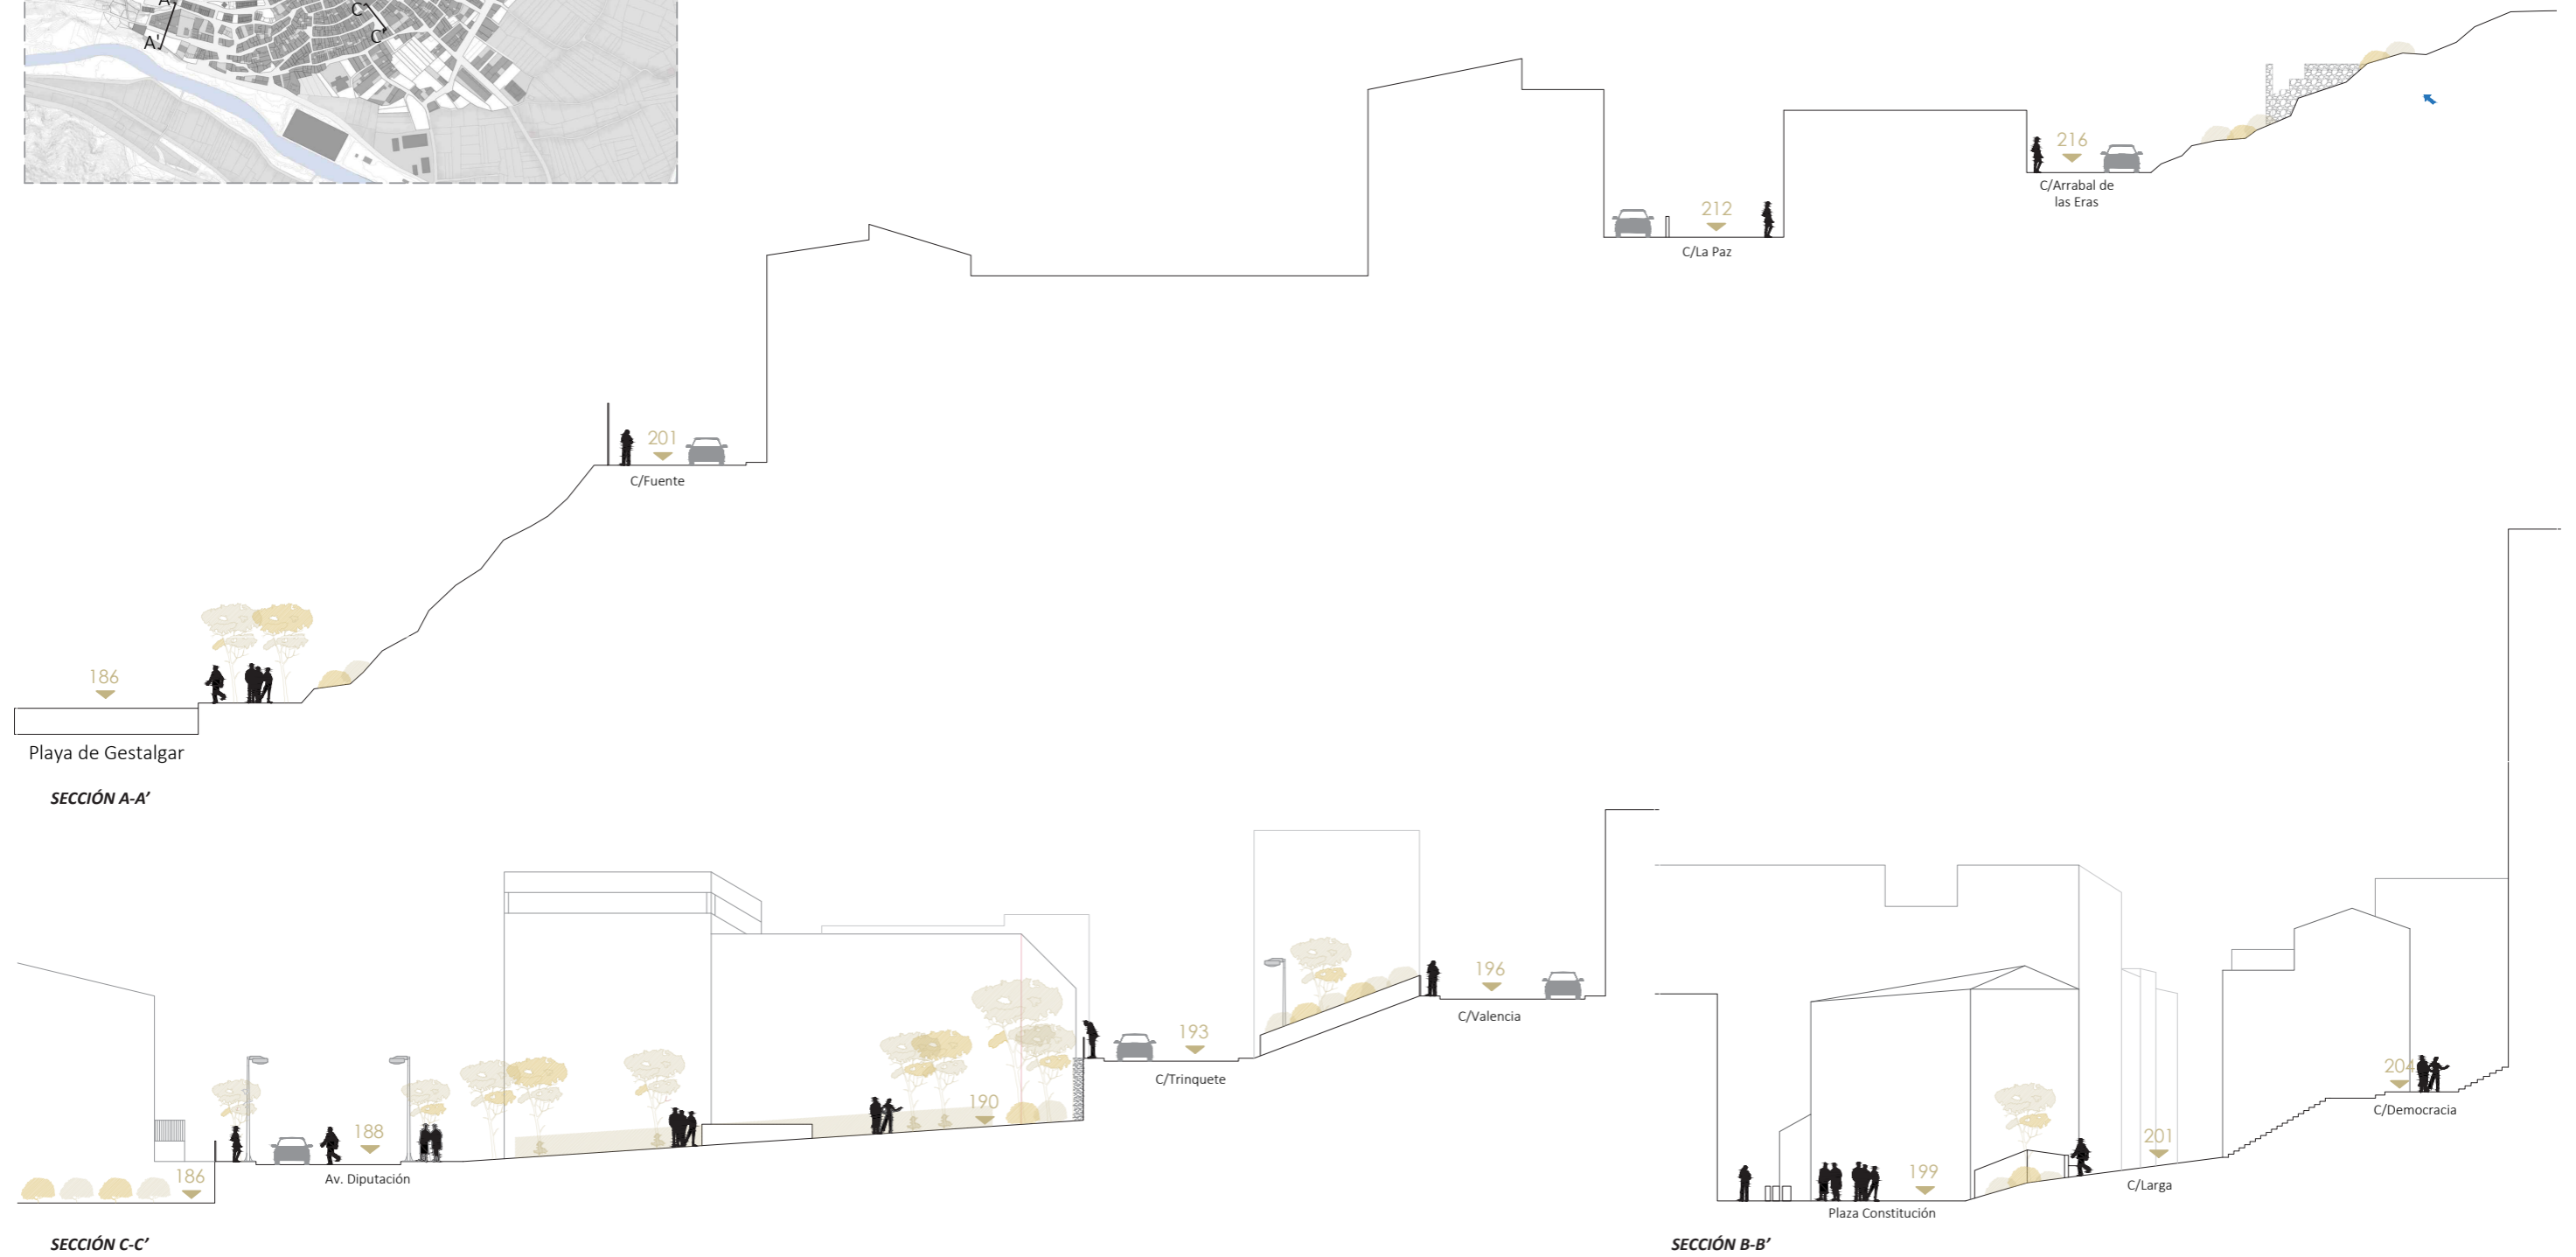 A
A'
C'
C'
216
C/Arrabal de
las Eras
212
C/La Paz
201
C/Fuente
186
Playa de Gestalgar
SECCIÓN A-A'
196
C/Valencia
193
C/Trinquete
190
188
Av. Diputación
186
SECCIÓN C-C'
204
C/Democracia
201
C/Larga
199
Plaza Constitución
SECCIÓN B-B'